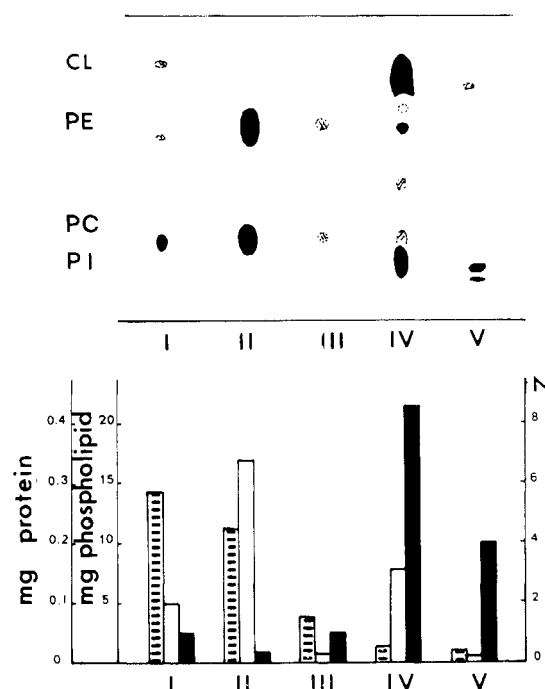 CL
PE
PC
PI
I II III IV V
mg protein
mg phospholipid
0.4 20
0.3 15
0.2 10
0.1 5
0
8
6
4
2
0
I II III IV V